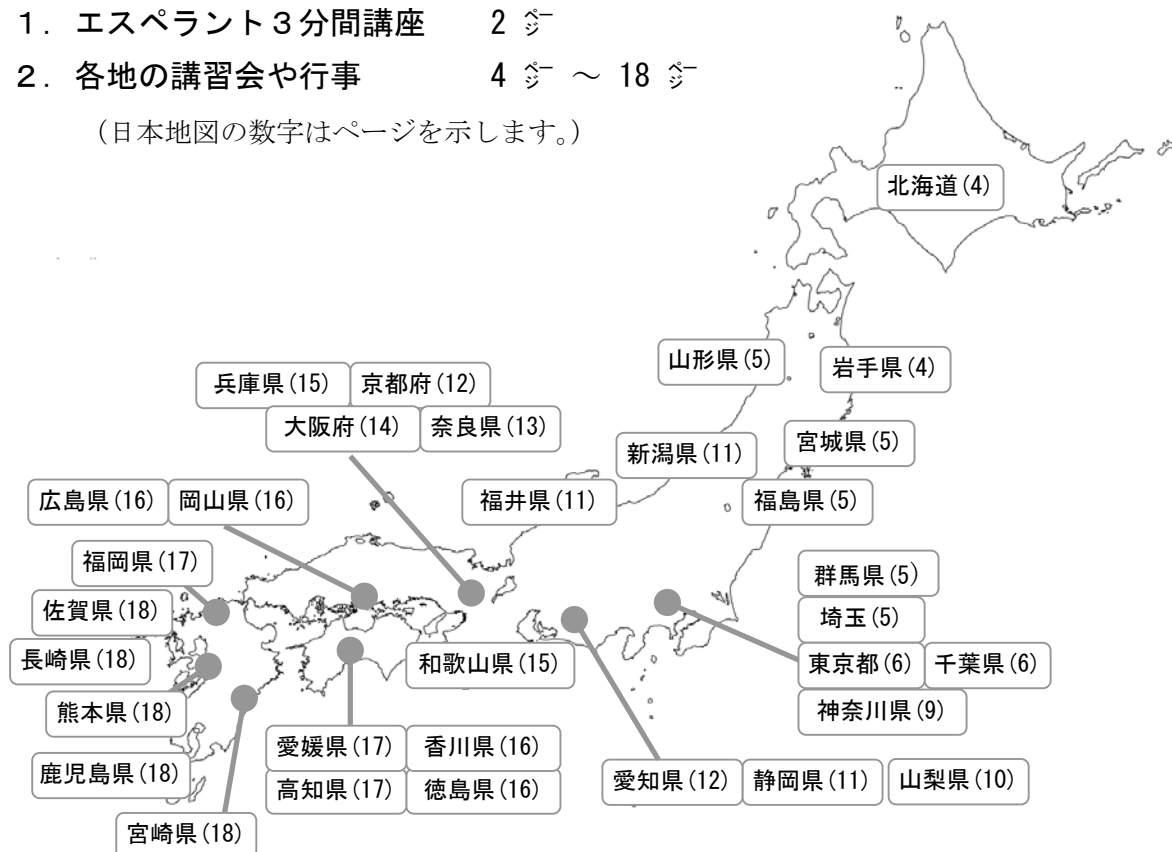 １．エスペラント３分間講座 2 ㌻
２．各地の講習会や行事 4 ㌻ ～ 18 ㌻
（日本地図の数字はページを示します。）
北海道(4)
山形県(5)
岩手県(4)
兵庫県(15)
京都府(12)
大阪府(14)
奈良県(13)
新潟県(11)
宮城県(5)
広島県(16)
岡山県(16)
福井県(11)
福島県(5)
福岡県(17)
群馬県(5)
佐賀県(18)
埼玉(5)
長崎県(18)
和歌山県(15)
東京都(6)
千葉県(6)
熊本県(18)
神奈川県(9)
愛媛県(17)
香川県(16)
鹿児島県(18)
高知県(17)
徳島県(16)
愛知県(12)
静岡県(11)
山梨県(10)
宮崎県(18)